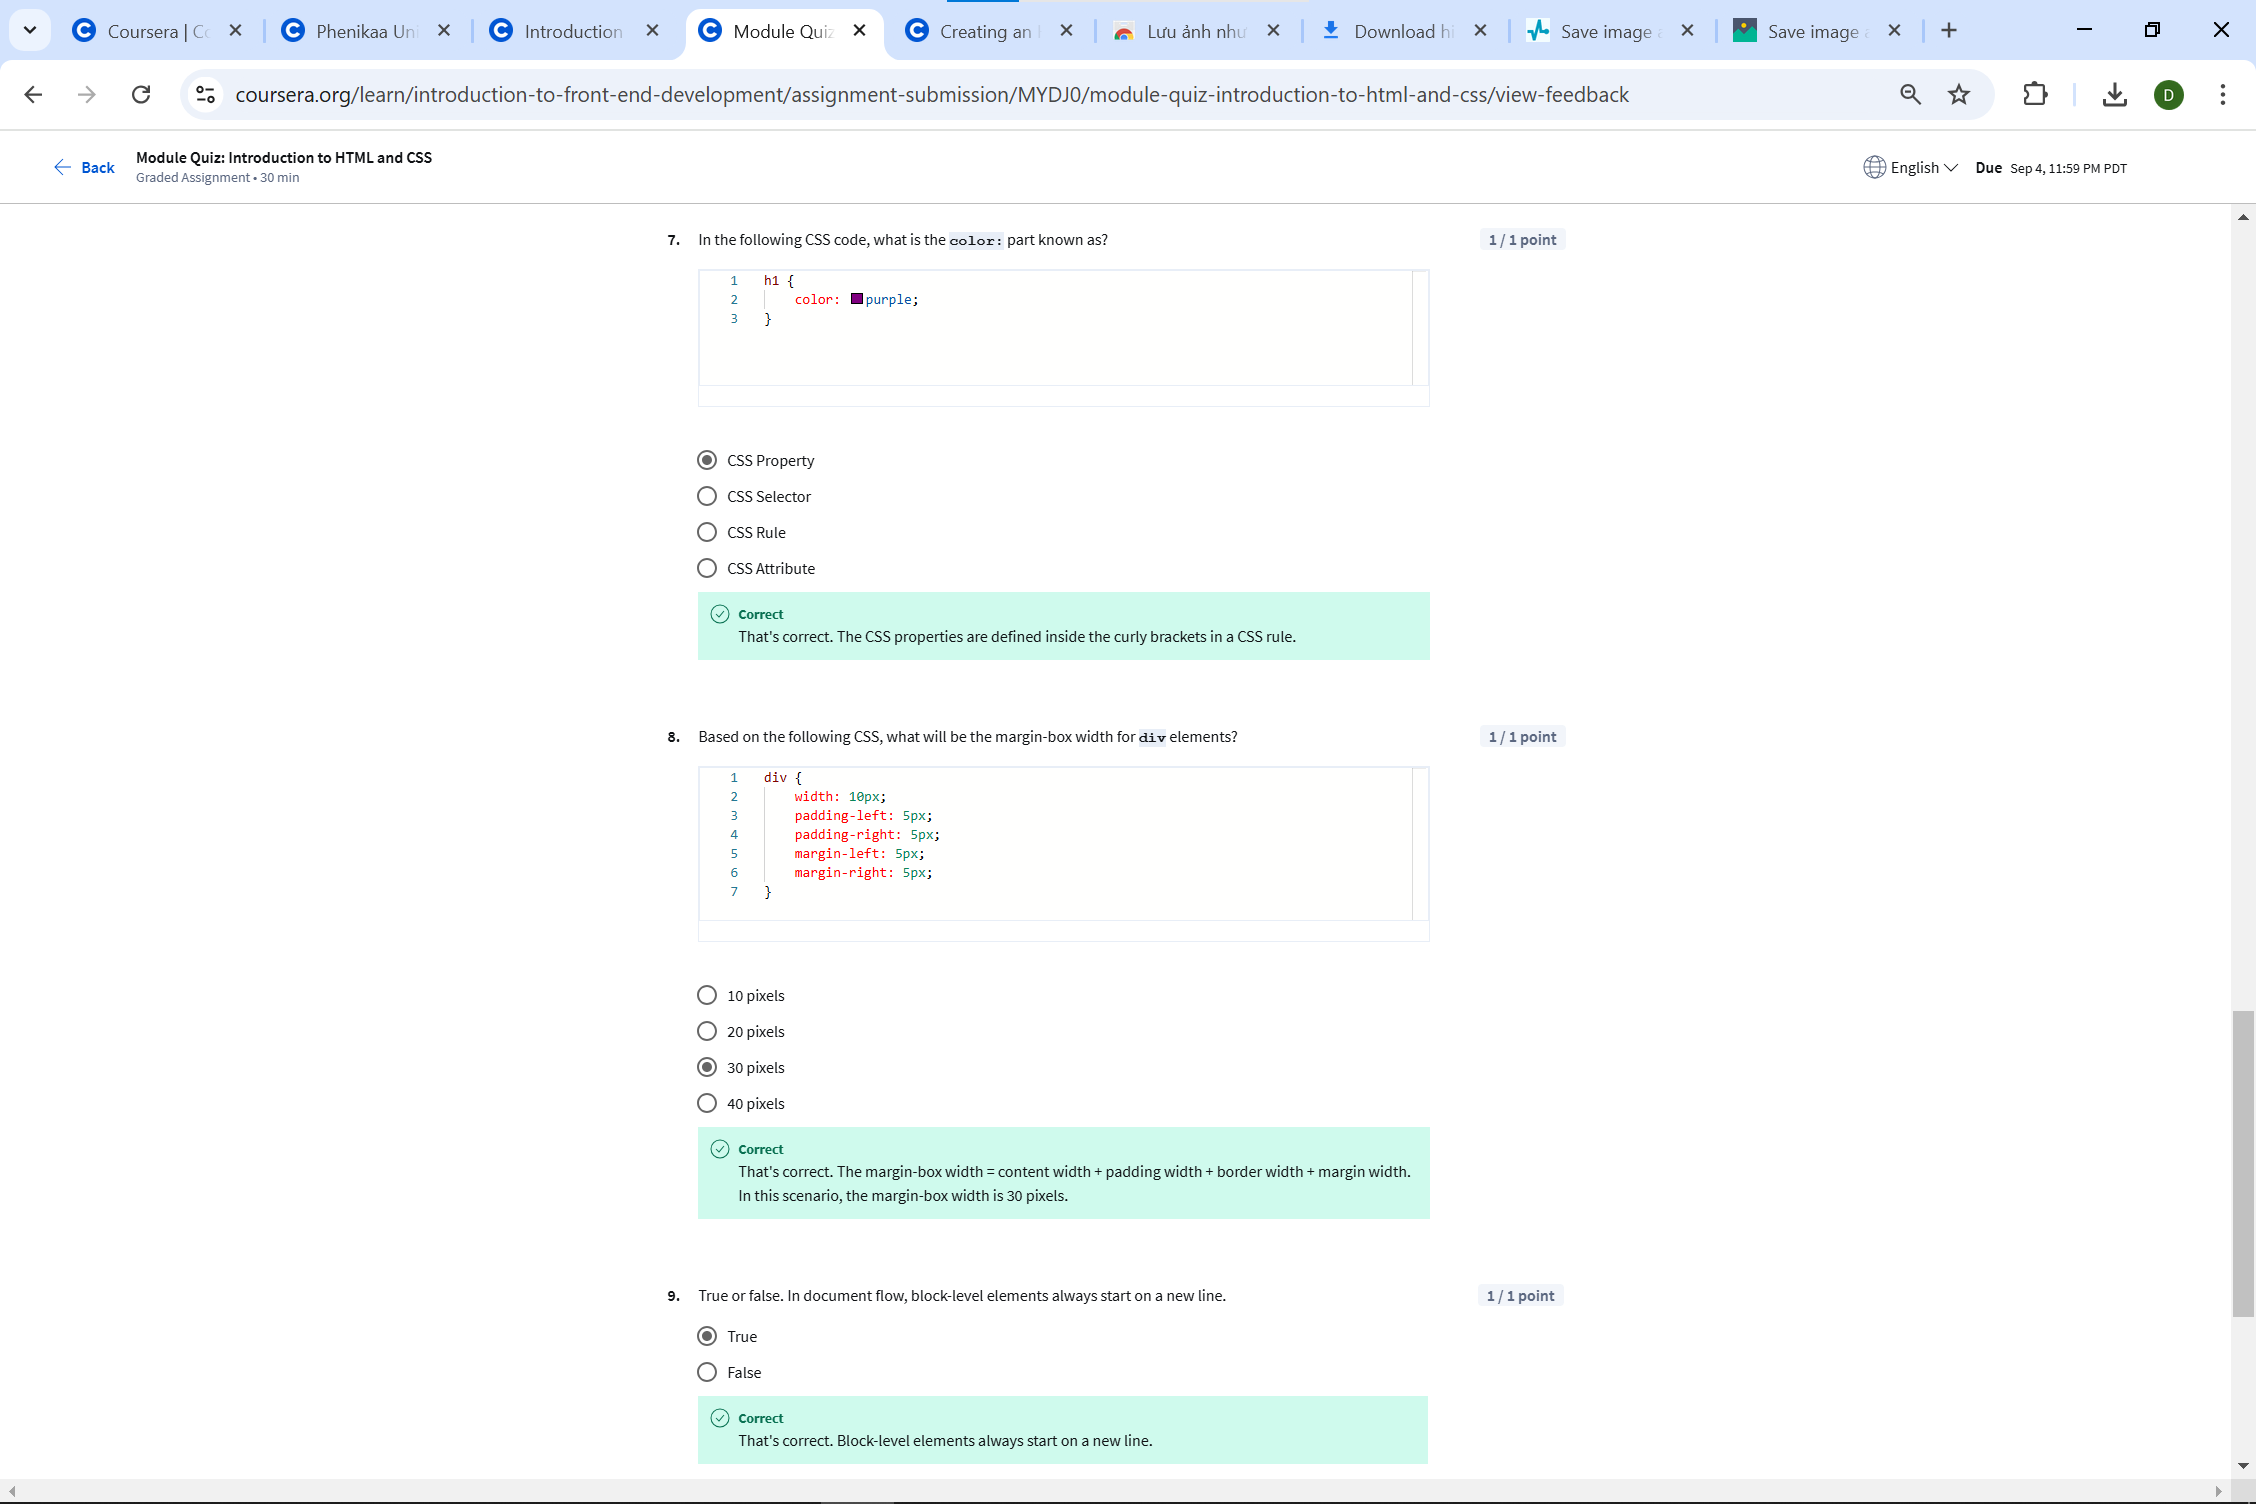 Coursera | Co
Phenikaa Uni
Introduction
Module Quiz
Creating an
Lưu ảnh như
Download hi
Save image a
Save image a
coursera.org/learn/introduction-to-front-end-development/assignment-submission/MYDJ0/module-quiz-introduction-to-html-and-css/view-feedback
D
Back
Module Quiz: Introduction to HTML and CSS
Graded Assignment • 30 min
English
Due Sep 4, 11:59 PM PDT
7. In the following CSS code, what is the color: part known as?
1 / 1 point
1 h1 {
2 color: purple;
3 }
CSS Property
CSS Selector
CSS Rule
CSS Attribute
Correct
That's correct. The CSS properties are defined inside the curly brackets in a CSS rule.
8. Based on the following CSS, what will be the margin-box width for div elements?
1 / 1 point
1 div {
2 width: 10px;
3 padding-left: 5px;
4 padding-right: 5px;
5 margin-left: 5px;
6 margin-right: 5px;
7 }
10 pixels
20 pixels
30 pixels
40 pixels
Correct
That's correct. The margin-box width = content width + padding width + border width + margin width.
In this scenario, the margin-box width is 30 pixels.
9. True or false. In document flow, block-level elements always start on a new line.
1 / 1 point
True
False
Correct
That's correct. Block-level elements always start on a new line.